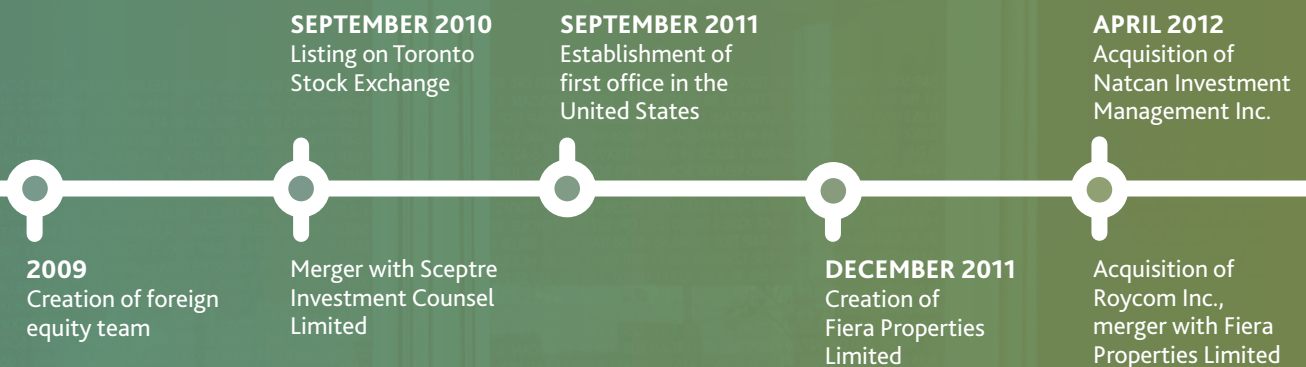 2009
Creation of foreign
equity team
SEPTEMBER 2010
Listing on Toronto
Stock Exchange
Merger with Sceptre
Investment Counsel
Limited
SEPTEMBER 2011
Establishment of
first office in the
United States
DECEMBER 2011
Creation of
Fiera Properties
Limited
APRIL 2012
Acquisition of
Natcan Investment
Management Inc.
Acquisition of
Roycom Inc.,
merger with Fiera
Properties Limited